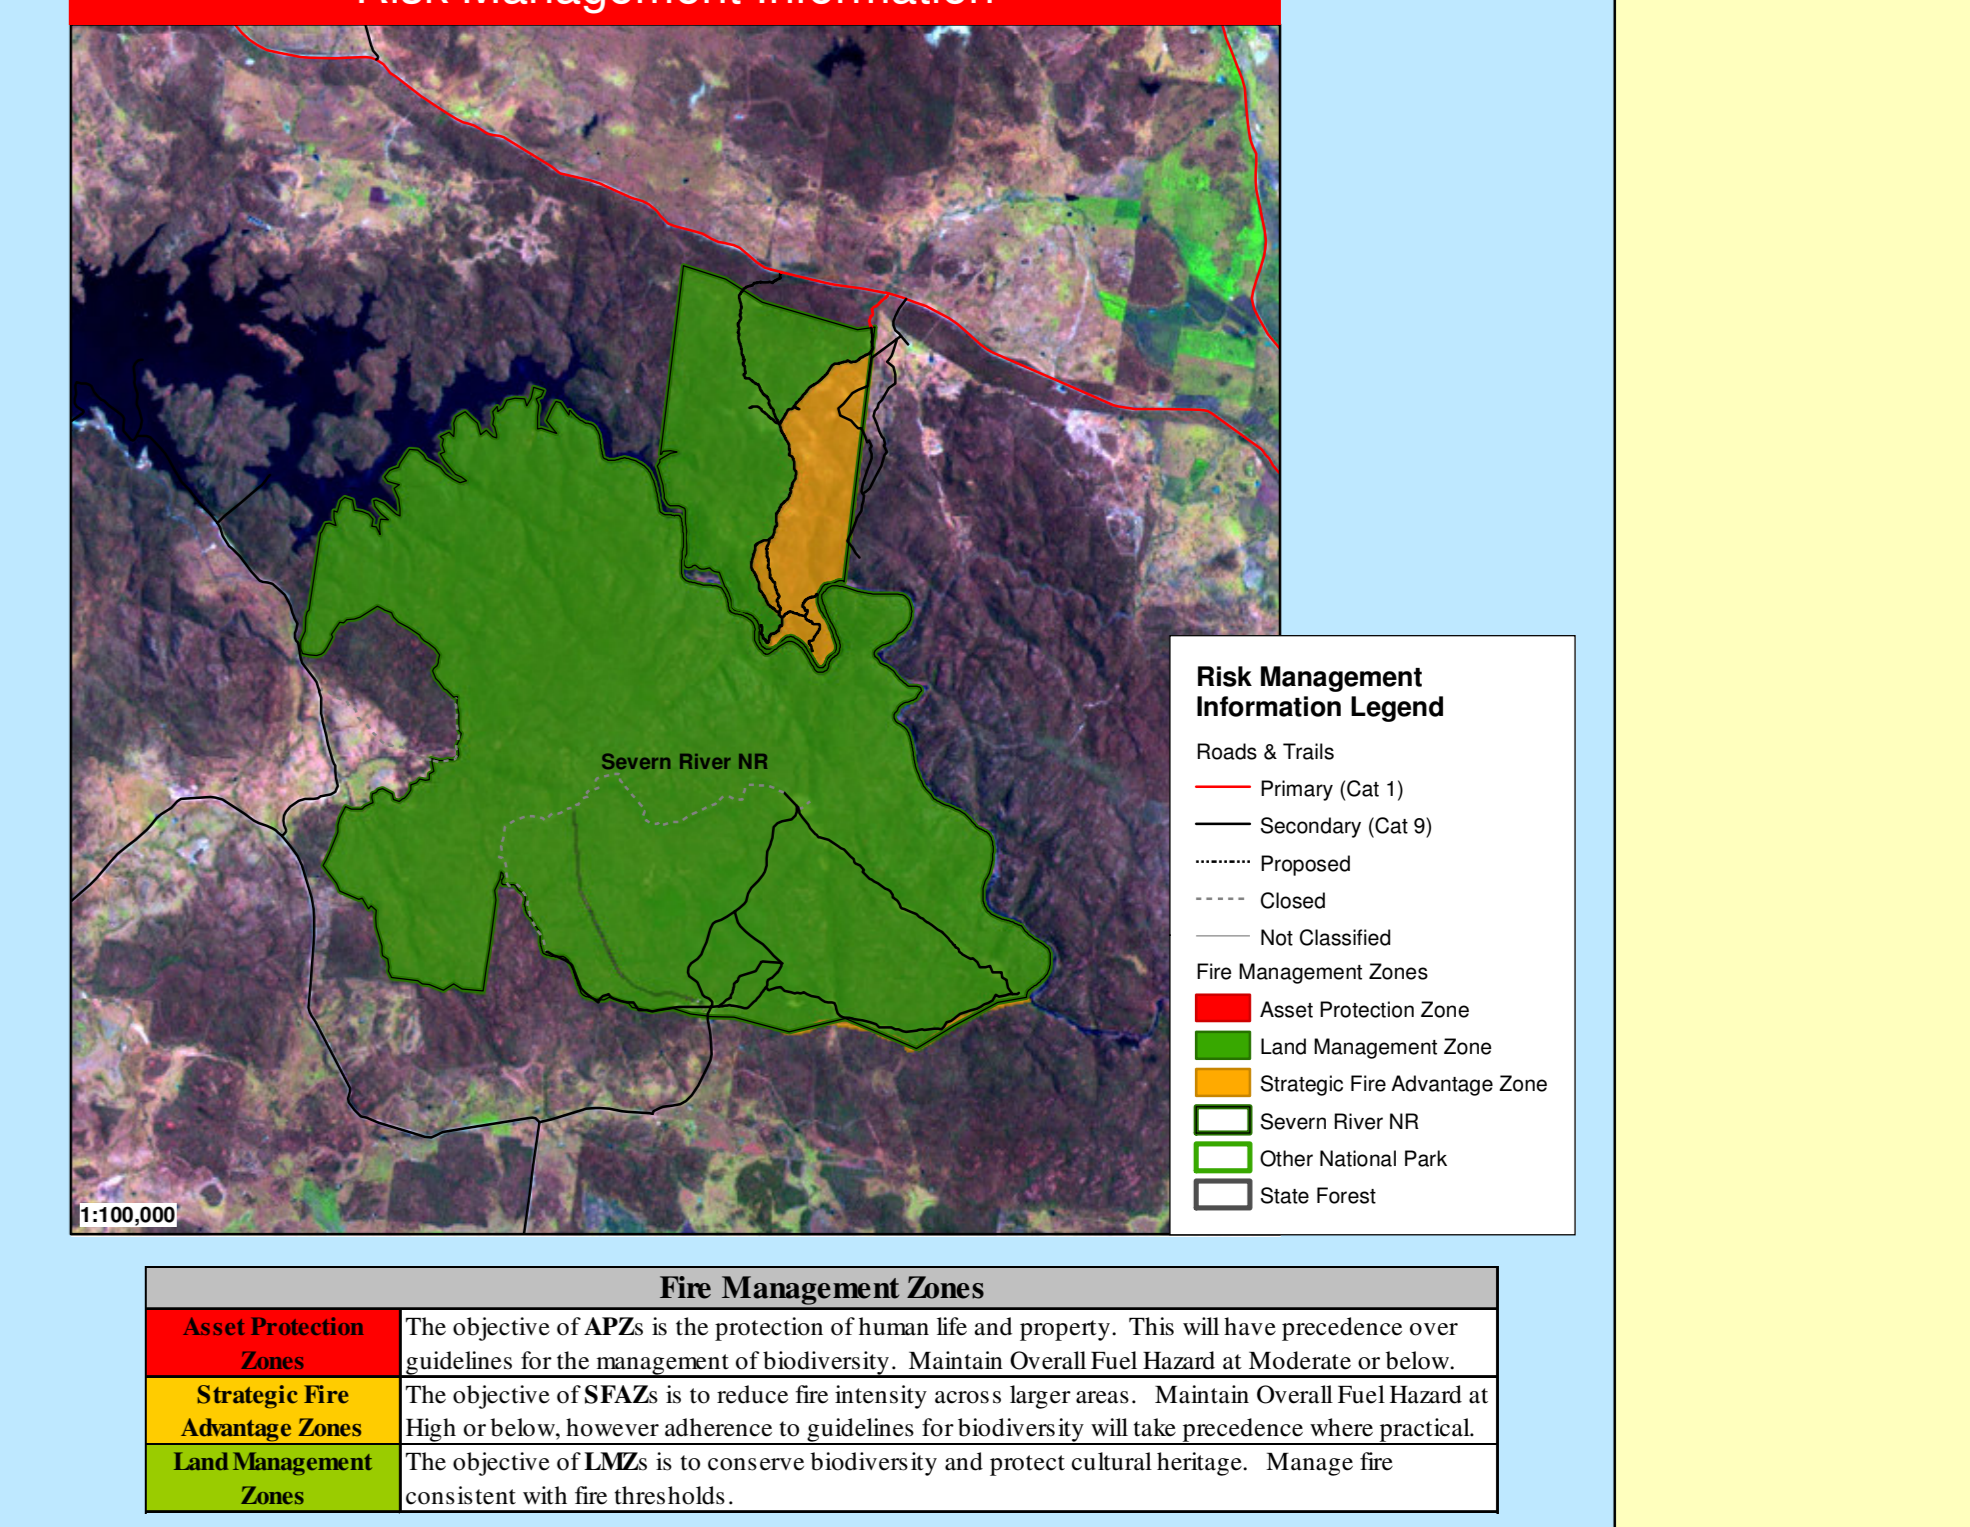 Risk Management Information
Severn River NR
1:100,000
Risk Management
Information Legend
Roads & Trails
Primary (Cat 1)
Secondary (Cat 9)
Proposed
Closed
Not Classified
Fire Management Zones
Asset Protection Zone
Land Management Zone
Strategic Fire Advantage Zone
Severn River NR
Other National Park
State Forest
Fire Management Zones
Asset Protection
Zones
The objective of APZs is the protection of human life and property. This will have precedence over
guidelines for the management of biodiversity. Maintain Overall Fuel Hazard at Moderate or below.
Strategic Fire
Advantage Zones
The objective of SFAZs is to reduce fire intensity across larger areas. Maintain Overall Fuel Hazard at
High or below, however adherence to guidelines for biodiversity will take precedence where practical.
Land Management
Zones
The objective of LMZs is to conserve biodiversity and protect cultural heritage. Manage fire
consistent with fire thresholds.